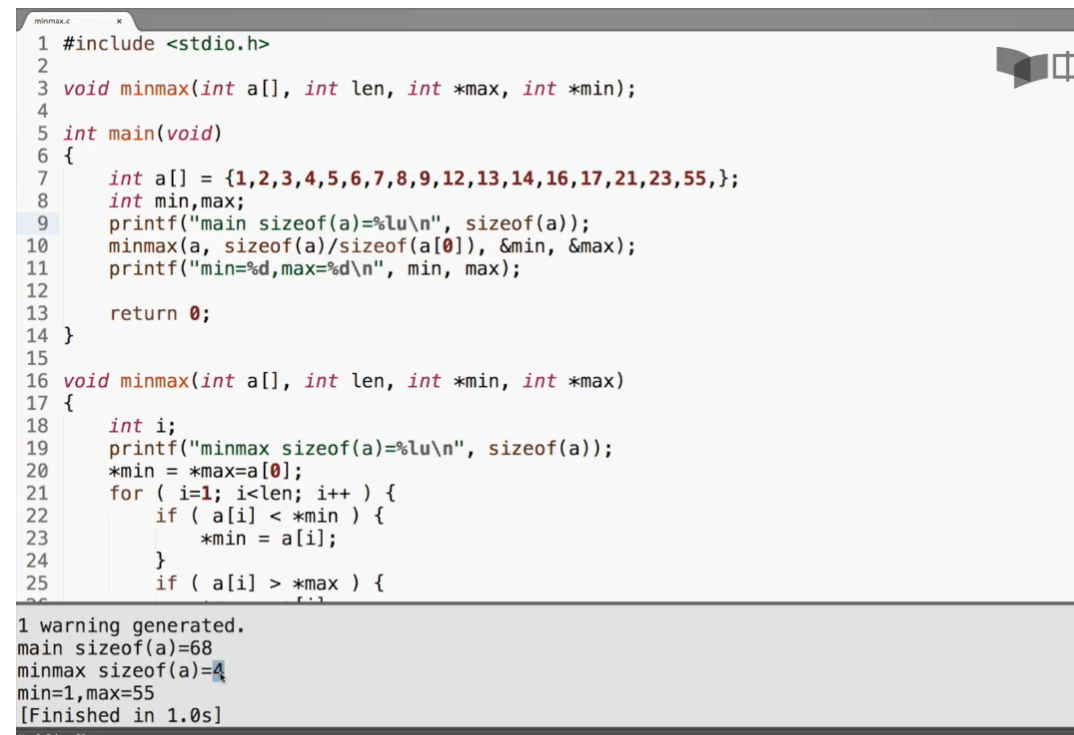 minmax.c ×
1 #include <stdio.h>
2
3 void minmax(int a[], int len, int *max, int *min);
4
5 int main(void)
6 {
7     int a[] = {1,2,3,4,5,6,7,8,9,12,13,14,16,17,21,23,55,};
8     int min,max;
9     printf("main sizeof(a)=%lu\n", sizeof(a));
10     minmax(a, sizeof(a)/sizeof(a[0]), &min, &max);
11     printf("min=%d,max=%d\n", min, max);
12
13     return 0;
14 }
15
16 void minmax(int a[], int len, int *min, int *max)
17 {
18     int i;
19     printf("minmax sizeof(a)=%lu\n", sizeof(a));
20     *min = *max=a[0];
21     for ( i=1; i<len; i++ ) {
22         if ( a[i] < *min ) {
23             *min = a[i];
24         }
25         if ( a[i] > *max ) {
1 warning generated.
main sizeof(a)=68
minmax sizeof(a)=4
min=1,max=55
[Finished in 1.0s]